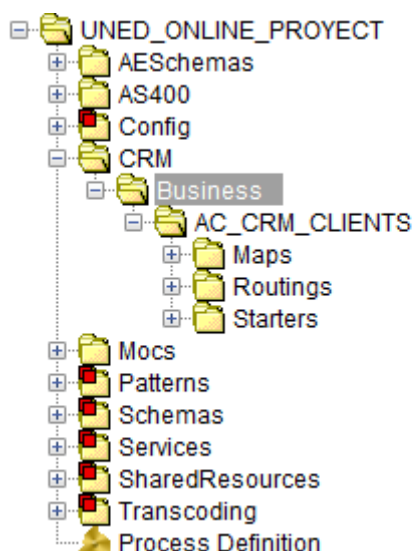 UNED_ONLINE_PROYECT
AESchemas
AS400
Config
CRM
Business
AC_CRM_CLIENTS
Maps
Routings
Starters
Mocs
Patterns
Schemas
Services
SharedResources
Transcoding
Process Definition